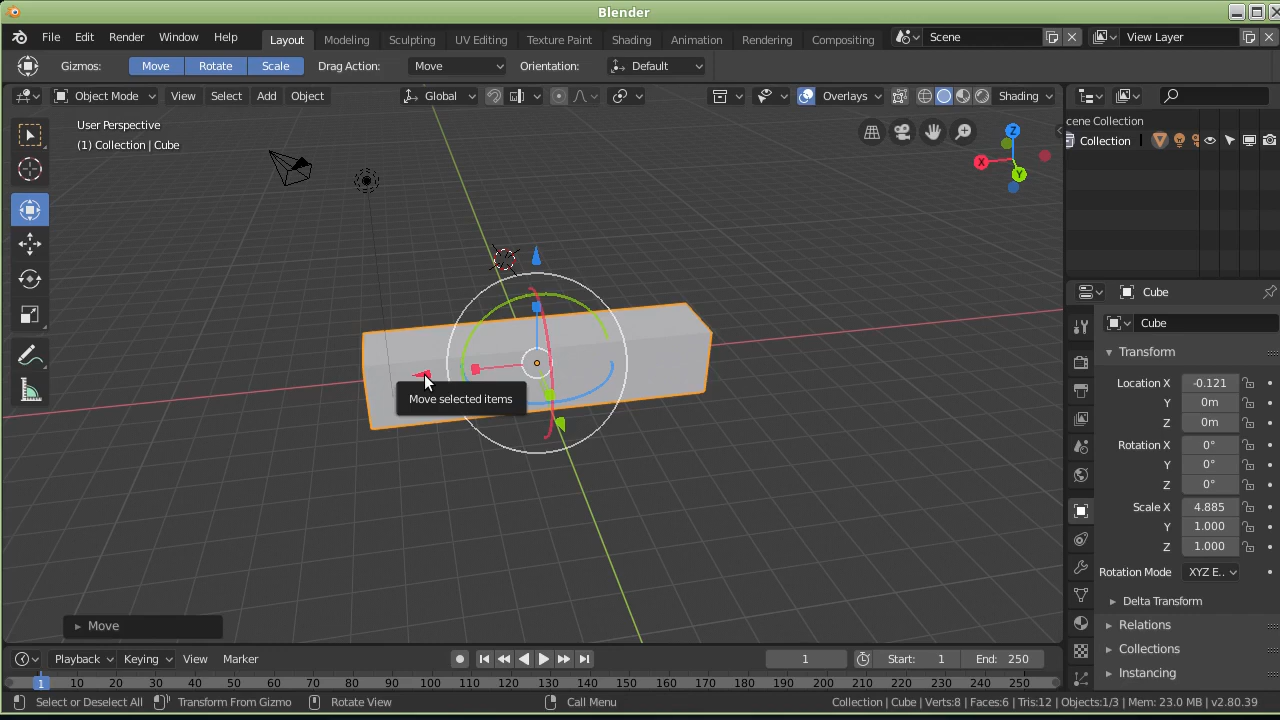 Blender
File Edit Render Window Help Layout Modeling Sculpting UV Editing Texture Paint Shading Animation Rendering Compositing Scene View Layer
Gizmos: Move Rotate Scale Drag Action: Move Orientation: Default
Object Mode View Select Add Object Global Overlays Shading
User Perspective
(1) Collection | Cube
Z
X
Y
Move selected items
Move
cene Collection
Collection
Cube
Cube
Transform
Location X -0.121
Y 0m
Z 0m
Rotation X 0°
Y 0°
Z 0°
Scale X 4.885
Y 1.000
Z 1.000
Rotation Mode XYZ E..
Delta Transform
Relations
Collections
Instancing
Playback Keying View Marker 1 Start: 1 End: 250
1 10 20 30 40 50 60 70 80 90 100 110 120 130 140 150 160 170 180 190 200 210 220 230 240 250
Select or Deselect All Transform From Gizmo Rotate View Call Menu Collection | Cube | Verts:8 | Faces:6 | Tris:12 | Objects:1/3 | Mem: 23.0 MB | v2.80.39